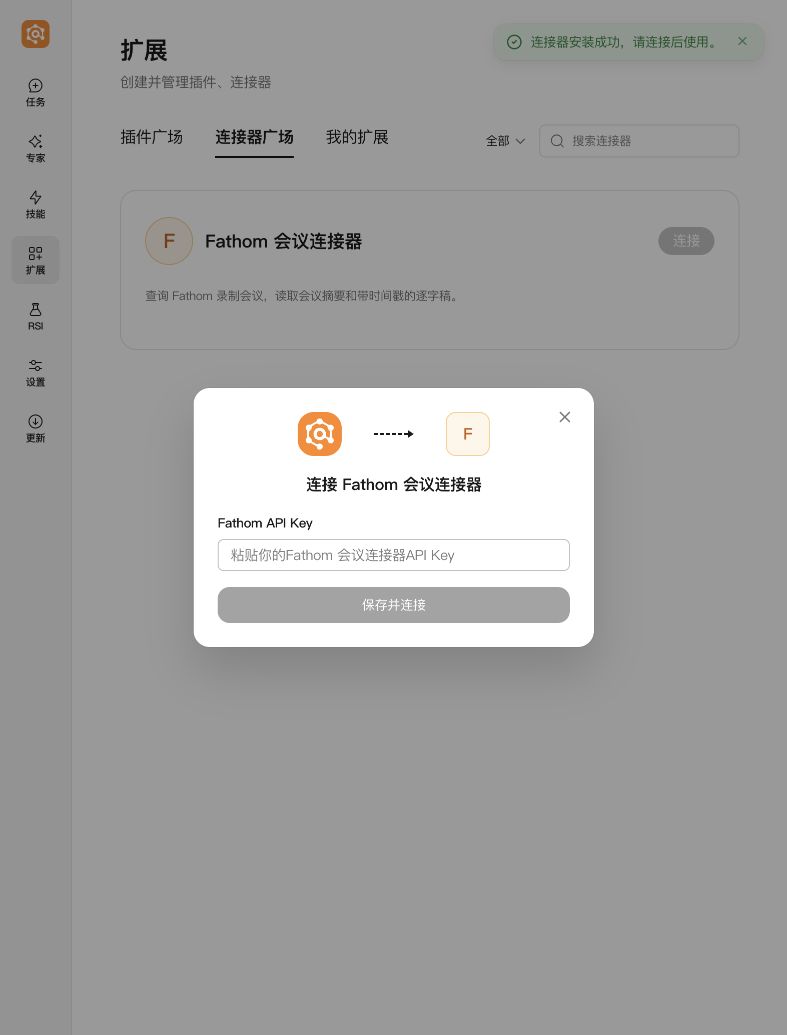 扩展
连接器安装成功，请连接后使用。
创建并管理插件、连接器
任务
专家
技能
扩展
RSI
设置
更新
插件广场
连接器广场
我的扩展
全部
搜索连接器
F
Fathom 会议连接器
连接
查询 Fathom 录制会议，读取会议摘要和带时间戳的逐字稿。
F
连接 Fathom 会议连接器
Fathom API Key
粘贴你的Fathom 会议连接器API Key
保存并连接